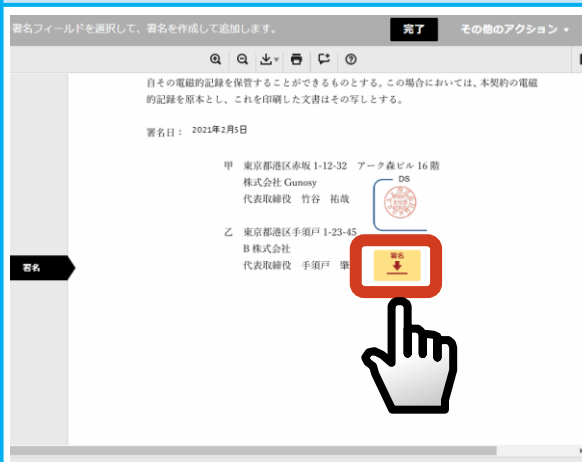 署名フィールドを選択して、署名を作成して追加します。
完了
その他のアクション
自その電磁的記録を保管することができるものとする。この場合においては、本契約の電磁
的記録を原本とし、これを印刷した文書はその写しとする。
署名日： 2021年2月5日
甲 東京都港区赤坂 1-12-32 アーク森ビル 16 階
株式会社 Gunosy
代表取締役 竹谷 祐哉
DS
乙 東京都港区手須戸 1-23-45
B 株式会社
代表取締役 手須戸 肇
署名
署名